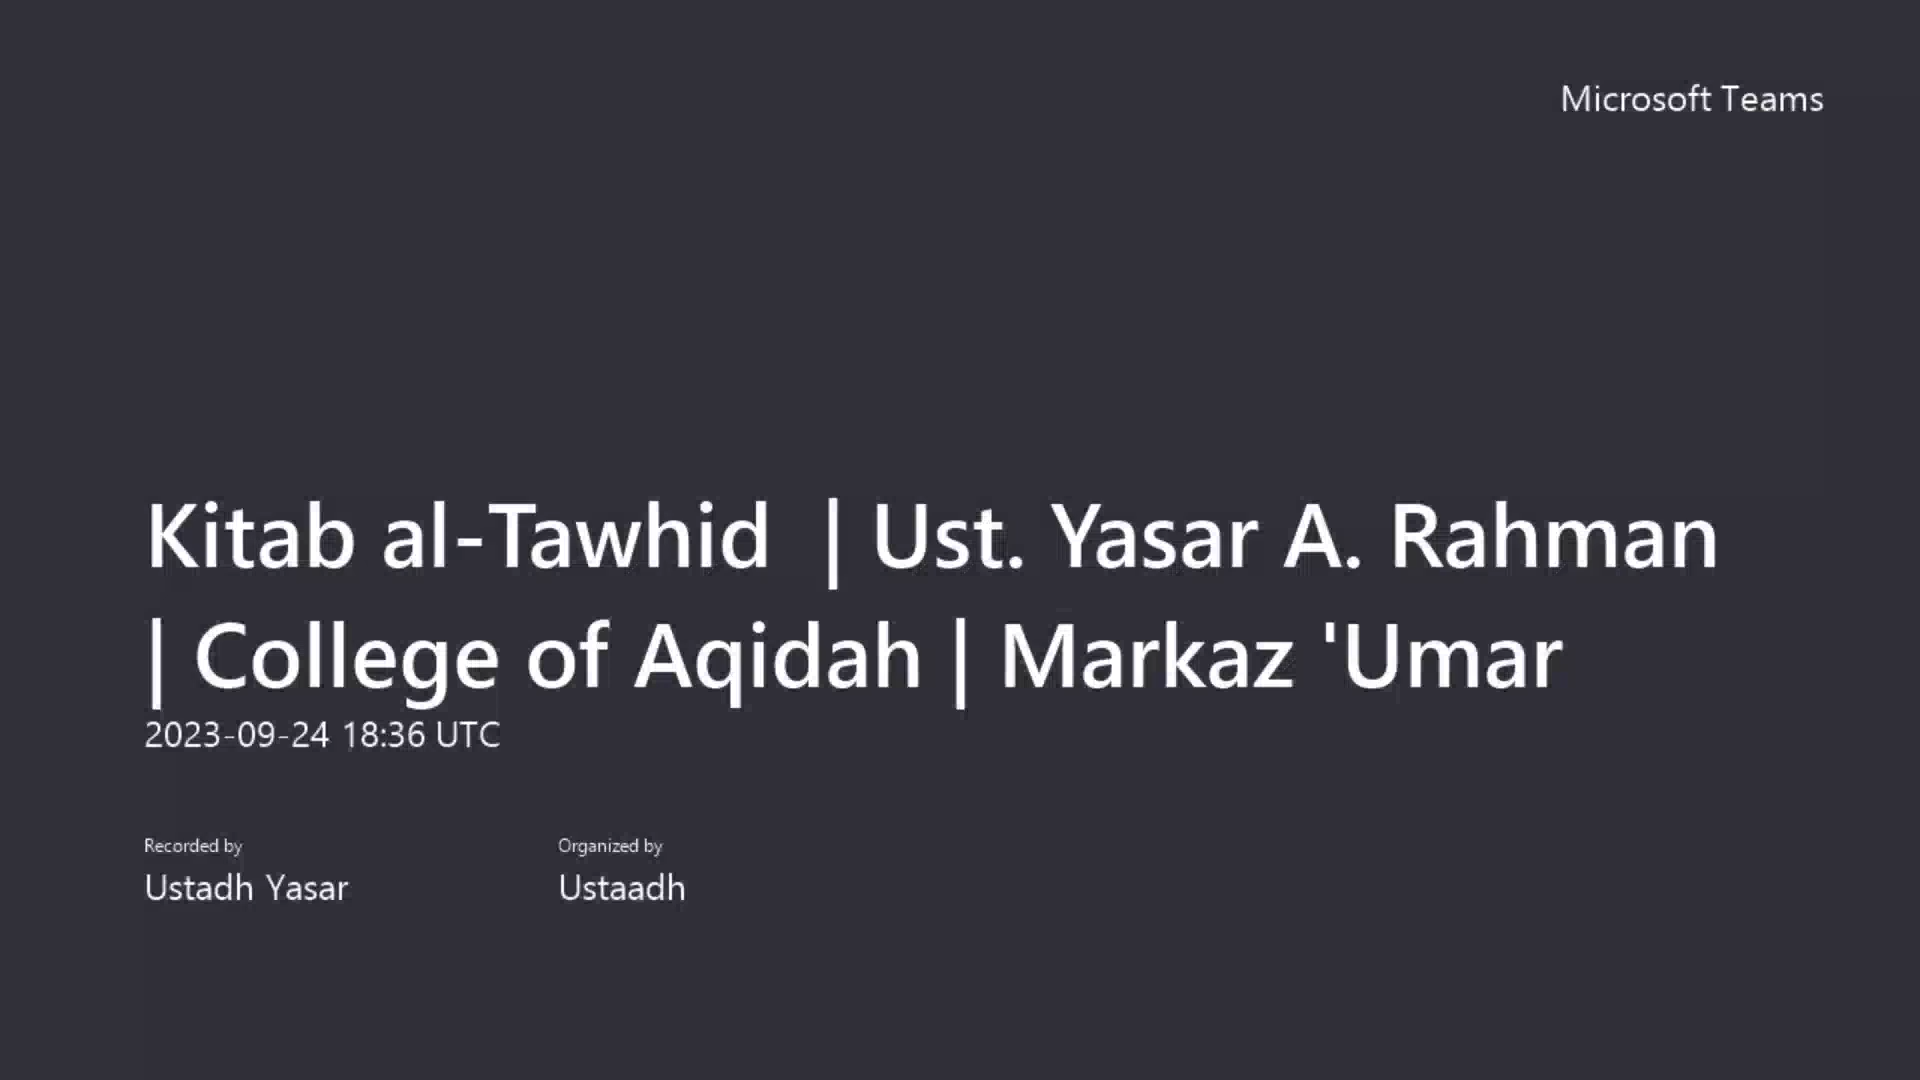 Microsoft Teams
Kitab al-Tawhid | Ust. Yasar A. Rahman
| College of Aqidah | Markaz 'Umar
2023-09-24 18:36 UTC
Recorded by
Organized by
Ustadh Yasar
Ustaadh